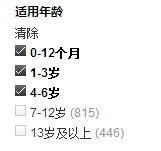 适用年龄
清除
0-12个月
1-3岁
4-6岁
7-12岁 (815)
13岁及以上 (446)